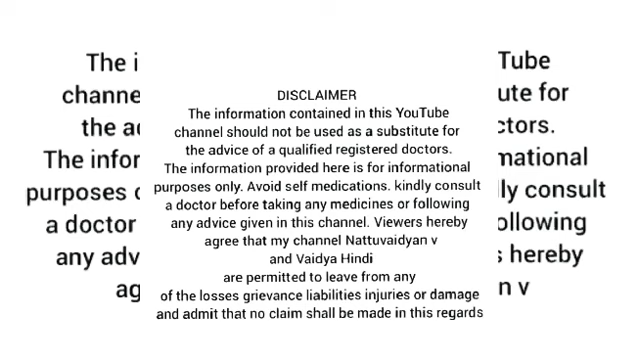 DISCLAIMER
The information contained in this YouTube
channel should not be used as a substitute for
the advice of a qualified registered doctors.
The information provided here is for informational
purposes only. Avoid self medications. kindly consult
a doctor before taking any medicines or following
any advice given in this channel. Viewers hereby
agree that my channel Nattuvaidyan v
and Vaidya Hindi
are permitted to leave from any
of the losses grievance liabilities injuries or damage
and admit that no claim shall be made in this regards